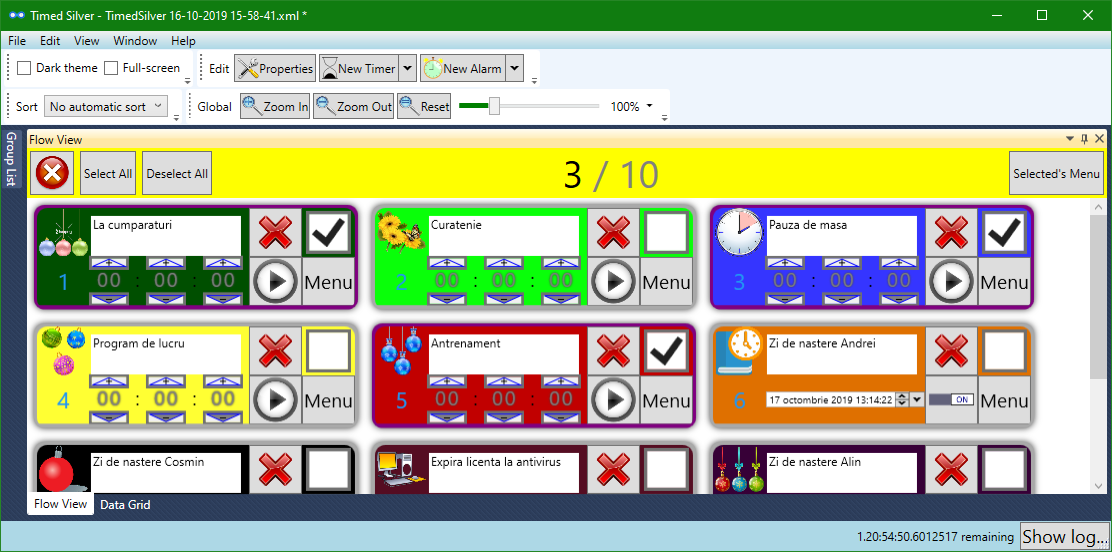 Timed Silver - TimedSilver 16-10-2019 15-58-41.xml *
File Edit View Window Help
Dark theme Full-screen Edit Properties New Timer New Alarm
Sort No automatic sort Global Zoom In Zoom Out Reset 100%
Group List
Flow View
Select All Deselect All 3 / 10 Selected's Menu
La cumparaturi
1 00 : 00 : 00 Menu
Curatenie
2 00 : 00 : 00 Menu
Pauza de masa
3 00 : 00 : 00 Menu
Program de lucru
4 00 : 00 : 00 Menu
Antrenament
5 00 : 00 : 00 Menu
Zi de nastere Andrei
6 17 octombrie 2019 13:14:22 ON Menu
Zi de nastere Cosmin
Expira licenta la antivirus
Zi de nastere Alin
Flow View Data Grid
1.20:54:50.6012517 remaining Show log...